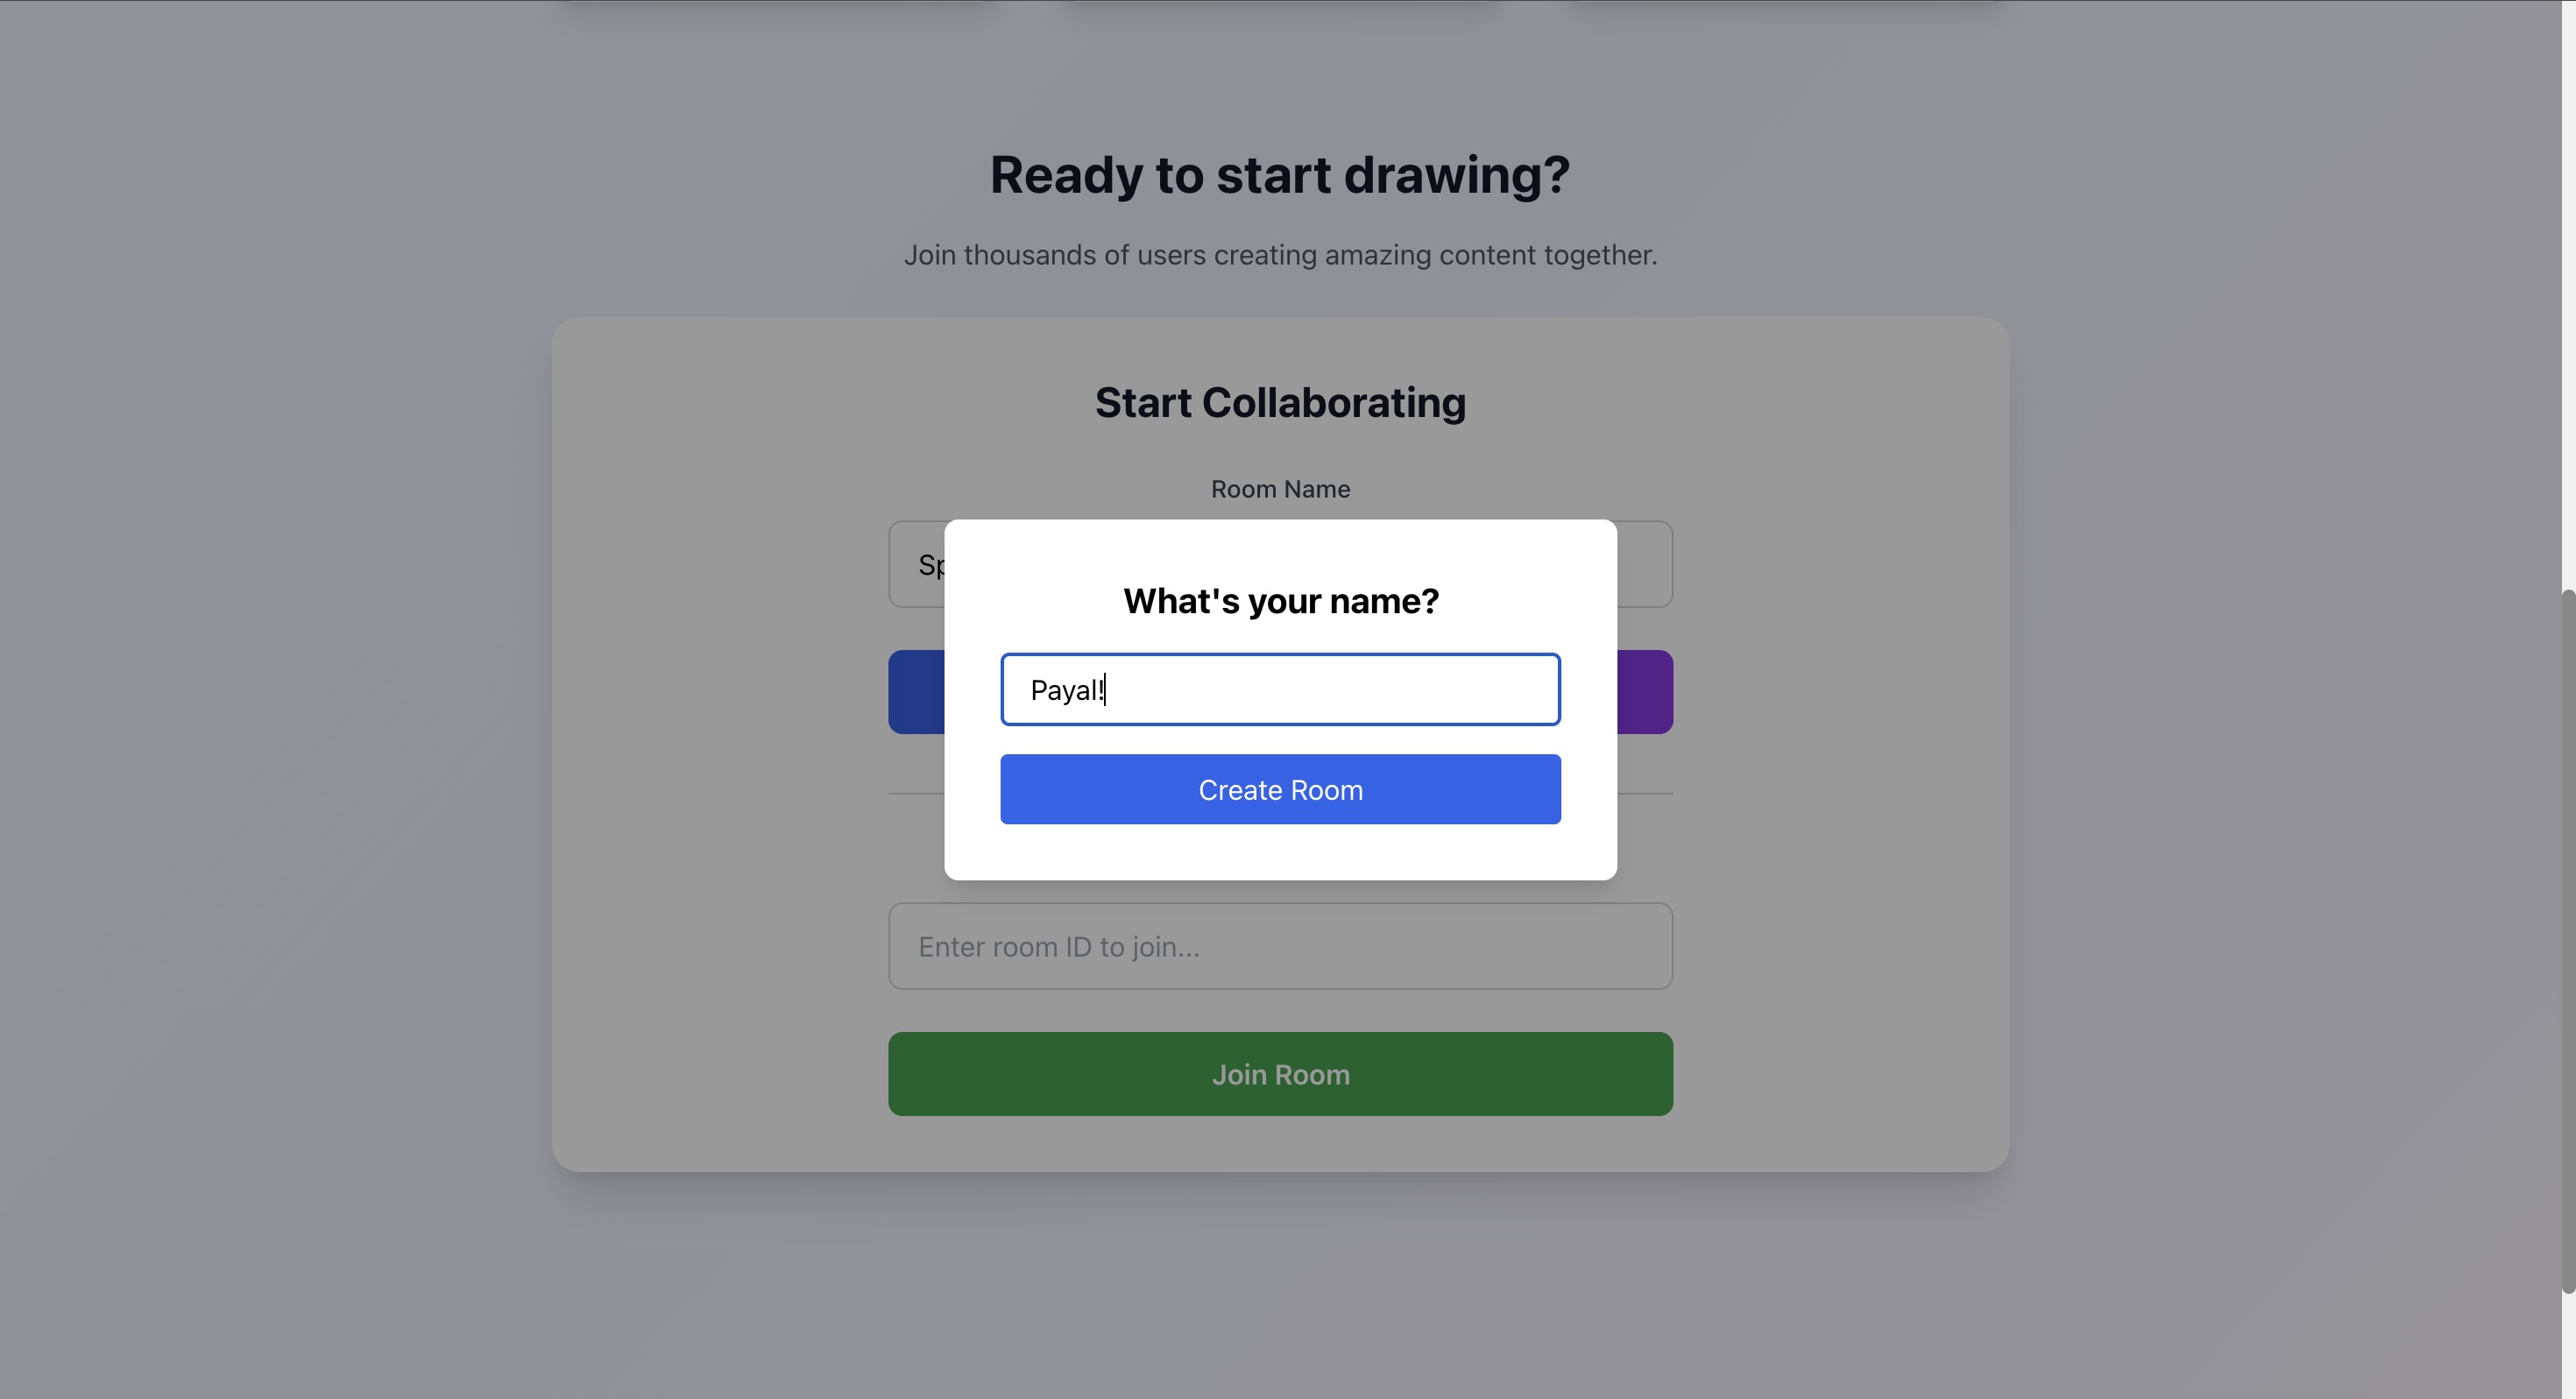 Ready to start drawing?
Join thousands of users creating amazing content together.
Start Collaborating
Room Name
What's your name?
Payal!
Create Room
Enter room ID to join...
Join Room